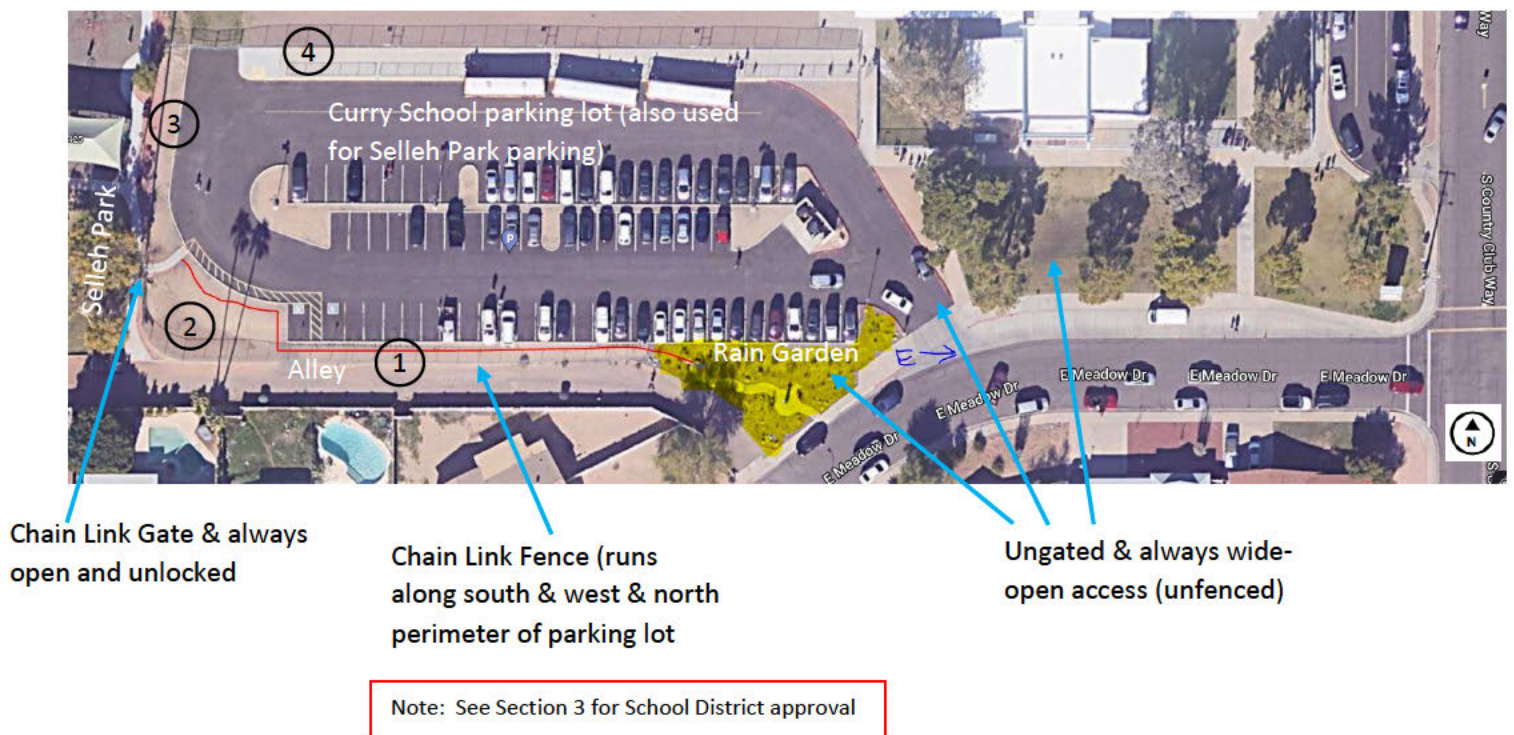 4
Way
Curry School parking lot (also used
for Selleh Park parking)
3
Selleh Park
S Country Club Way
P
2
Rain Garden
E →
1
Alley
E Meadow Dr
E Meadow Dr
E Meadow Dr
E Meadow Dr
E Meadow Dr
N
Chain Link Gate & always
open and unlocked
Chain Link Fence (runs
along south & west & north
perimeter of parking lot
Ungated & always wide-
open access (unfenced)
Note: See Section 3 for School District approval